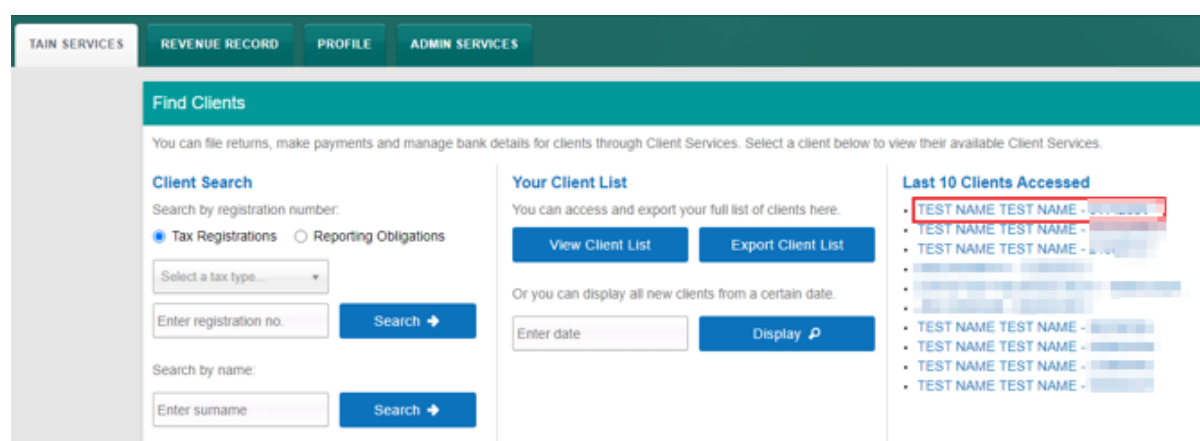 TAIN SERVICES
REVENUE RECORD
PROFILE
ADMIN SERVICES
Find Clients
You can file returns, make payments and manage bank details for clients through Client Services. Select a client below to view their available Client Services.
Client Search
Search by registration number:
Tax Registrations
Reporting Obligations
Select a tax type...
Enter registration no.
Search
Search by name:
Enter surname
Search
Your Client List
You can access and export your full list of clients here.
View Client List
Export Client List
Or you can display all new clients from a certain date.
Enter date
Display
Last 10 Clients Accessed
TEST NAME TEST NAME -
TEST NAME TEST NAME -
TEST NAME TEST NAME -
TEST NAME TEST NAME -
TEST NAME TEST NAME -
TEST NAME TEST NAME -
TEST NAME TEST NAME -